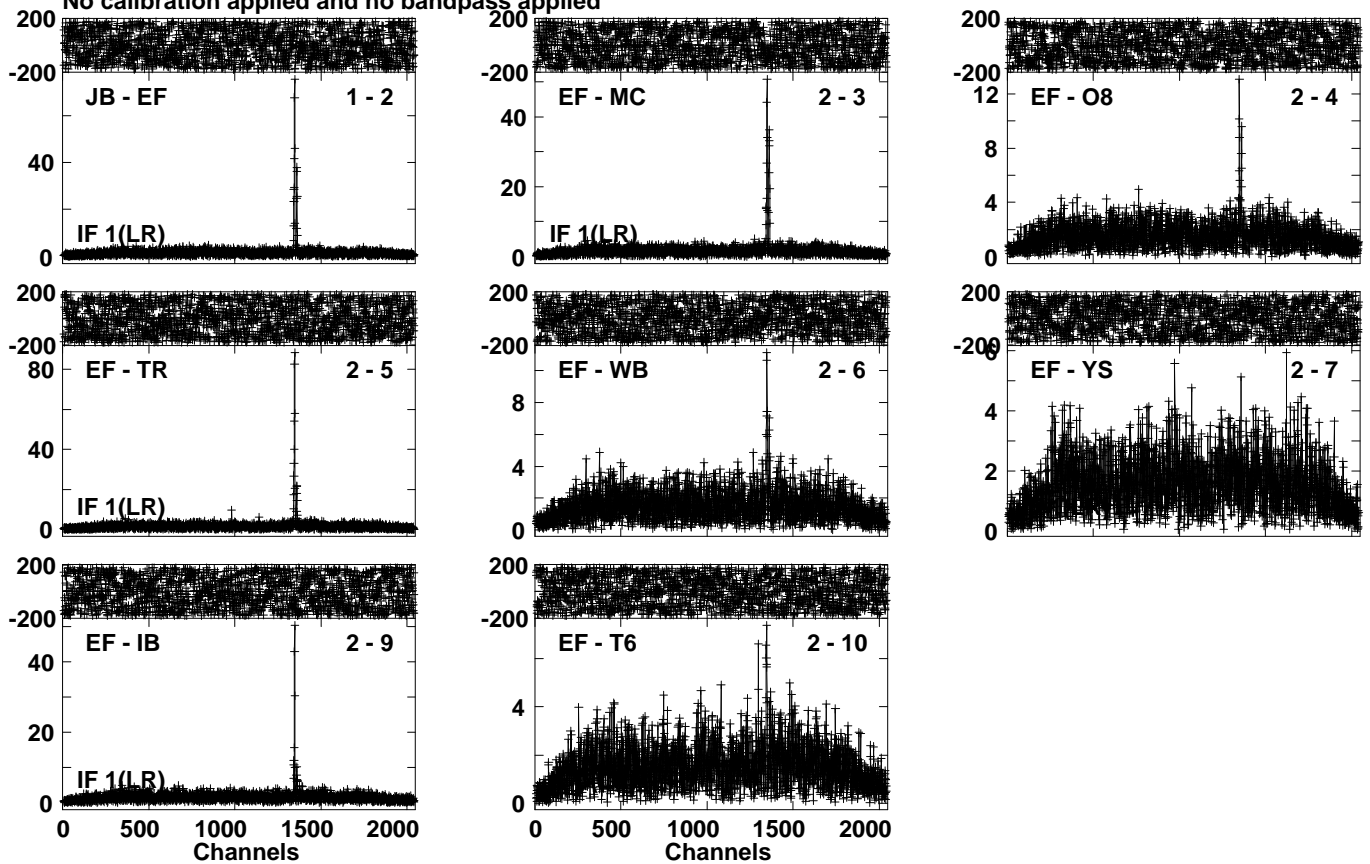 No calibration applied and no bandpass applied
200 200 200
-200 -200 -200
JB - EF 1 - 2 EF - MC 2 - 3 EF - O8 2 - 4
12
40
8
40
20
4
IF 1(LR) IF 1(LR)
0 0 0
200 200 200
-200 -200 -200
6
EF - TR 2 - 5 EF - WB 2 - 6 EF - YS 2 - 7
80
8
4
40
4
2
IF 1(LR)
0 0 0
200 200
-200 -200
EF - IB 2 - 9 EF - T6 2 - 10
40
4
20
IF 1(LR)
0 0
0 500 1000 1500 2000 0 500 1000 1500 2000
Channels Channels